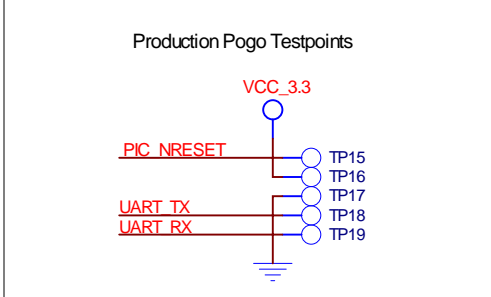 Production Pogo Testpoints
VCC_3.3
PIC_NRESET
TP15
TP16
TP17
UART_TX
TP18
UART_RX
TP19